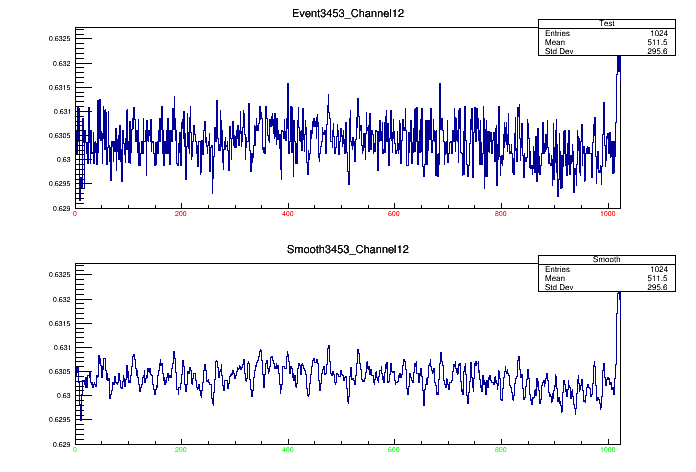 Event3453_Channel12
Test
Entries 1024
Mean 511.5
Std Dev 295.6
0.6325
0.632
0.6315
0.631
0.6305
0.63
0.6295
0.629
0 200 400 600 800 1000
Smooth3453_Channel12
Smooth
Entries 1024
Mean 511.5
Std Dev 295.6
0.6325
0.632
0.6315
0.631
0.6305
0.63
0.6295
0.629
0 200 400 600 800 1000